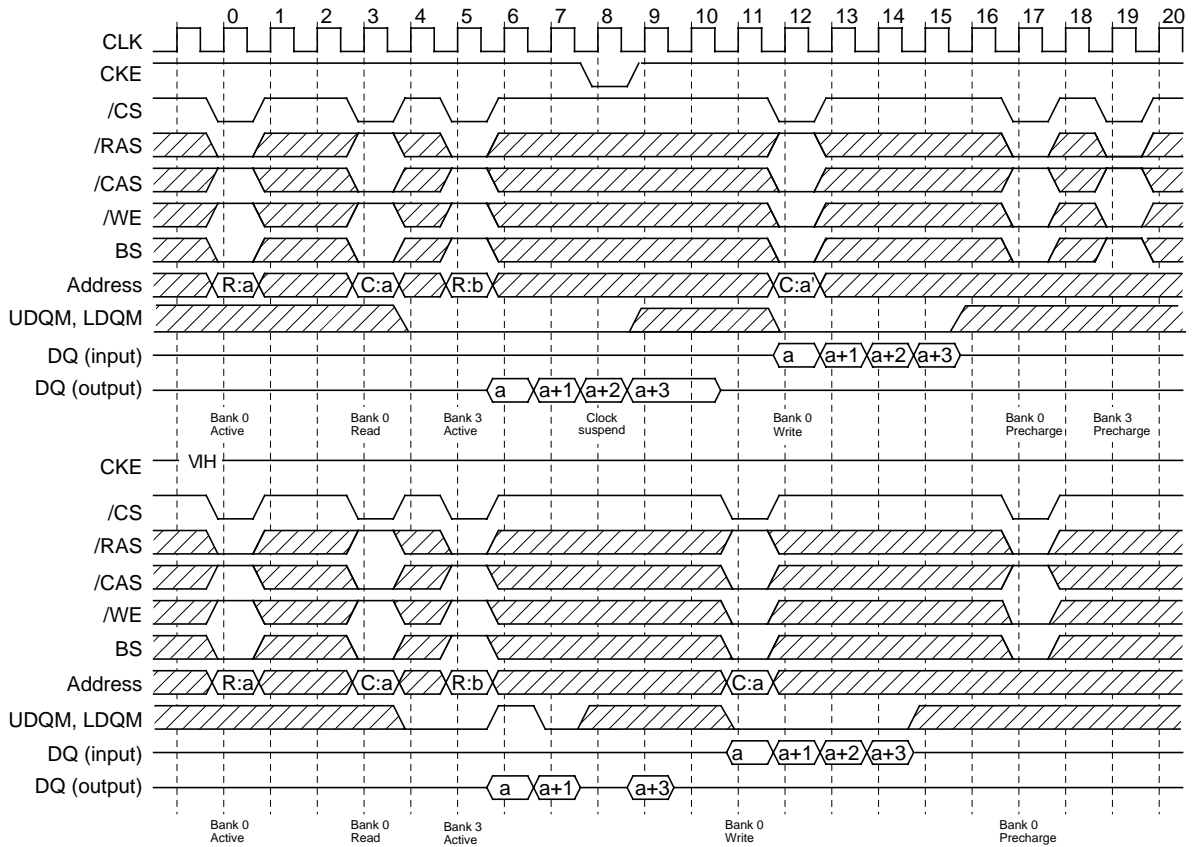 0 1 2 3 4 5 6 7 8 9 10 11 12 13 14 15 16 17 18 19 20
CLK
CKE
/CS
/RAS
/CAS
/WE
BS
Address R:a C:a R:b C:a'
UDQM, LDQM
DQ (input) a a+1 a+2 a+3
DQ (output) a a+1 a+2 a+3
Bank 0 Active
Bank 0 Read
Bank 3 Active
Clock suspend
Bank 0 Write
Bank 0 Precharge
Bank 3 Precharge
CKE VIH
/CS
/RAS
/CAS
/WE
BS
Address R:a C:a R:b C:a
UDQM, LDQM
DQ (input) a a+1 a+2 a+3
DQ (output) a a+1 a+3
Bank 0 Active
Bank 0 Read
Bank 3 Active
Bank 0 Write
Bank 0 Precharge